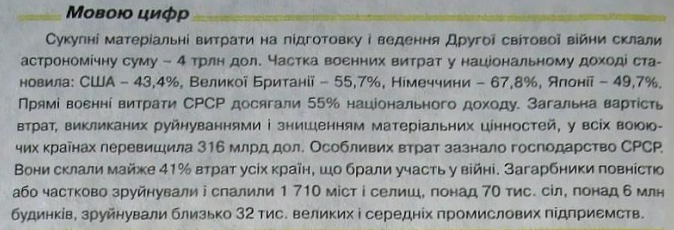 Мовою цифр
Сукупні матеріальні витрати на підготовку і ведення Другої світової війни склали
астрономічну суму – 4 трлн дол. Частка воєнних витрат у національному доході ста-
новила: США – 43,4%, Великої Британії – 55,7%, Німеччини – 67,8%, Японії – 49,7%.
Прямі воєнні витрати СРСР досягали 55% національного доходу. Загальна вартість
втрат, викликаних руйнуваннями і знищенням матеріальних цінностей, у всіх воюю-
чих країнах перевищила 316 млрд дол. Особливих втрат зазнало господарство СРСР.
Вони склали майже 41% втрат усіх країн, що брали участь у війні. Загарбники повністю
або частково зруйнували і спалили 1 710 міст і селищ, понад 70 тис. сіл, понад 6 млн
будинків, зруйнували близько 32 тис. великих і середніх промислових підприємств.